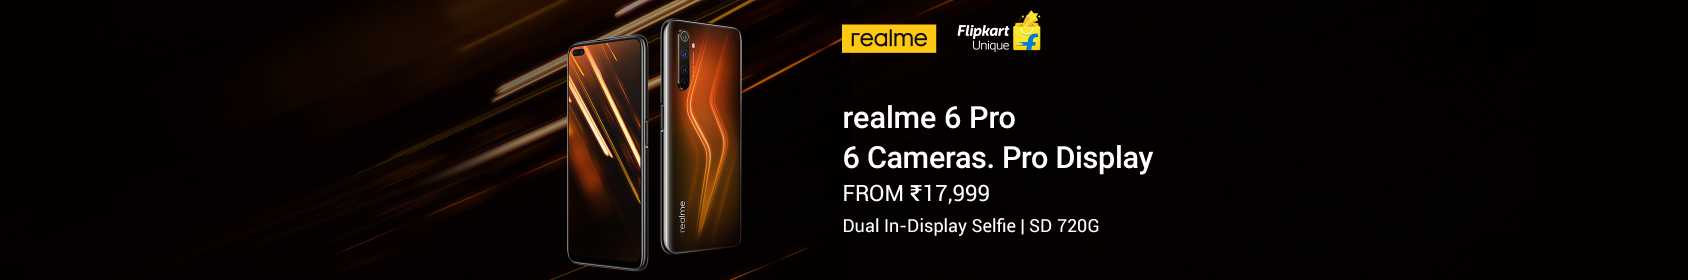 realme
Flipkart
Unique
realme 6 Pro
6 Cameras. Pro Display
FROM ₹17,999
Dual In-Display Selfie | SD 720G
realme